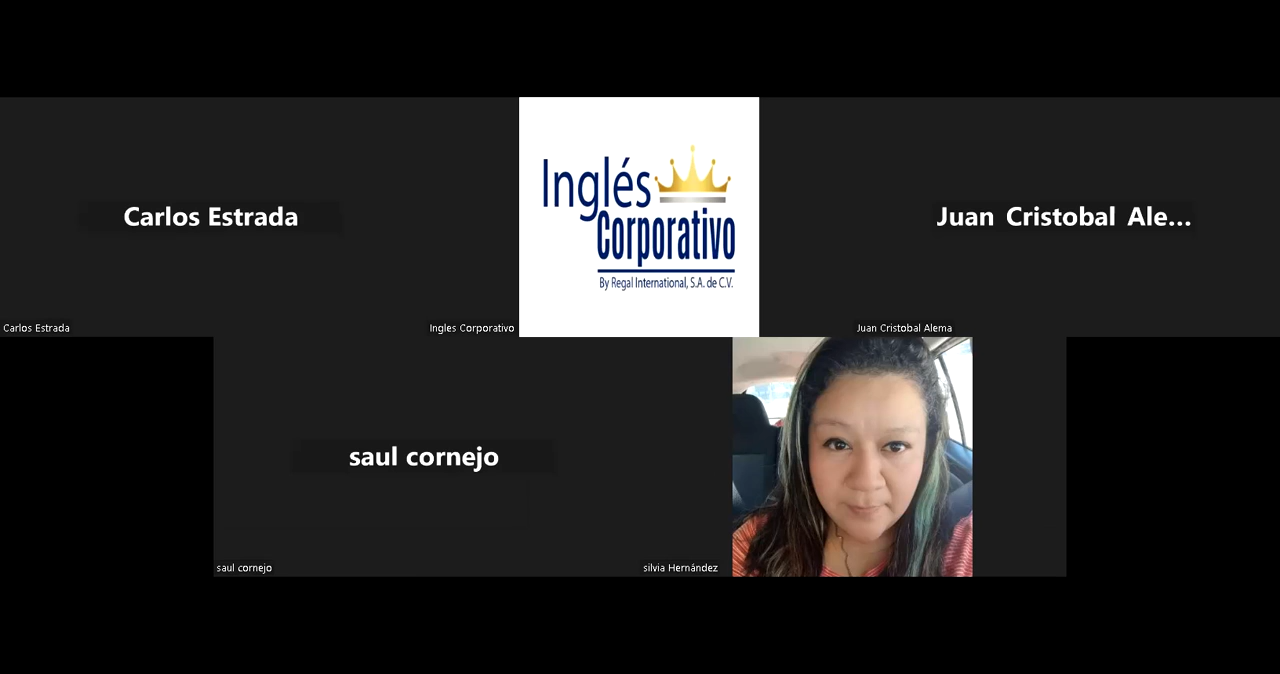 Inglés
Corporativo
By Regal International, S.A. de C.V.
Carlos Estrada
Juan Cristobal Ale...
Carlos Estrada
Ingles Corporativo
Juan Cristobal Alema
saul cornejo
saul cornejo
silvia Hernández